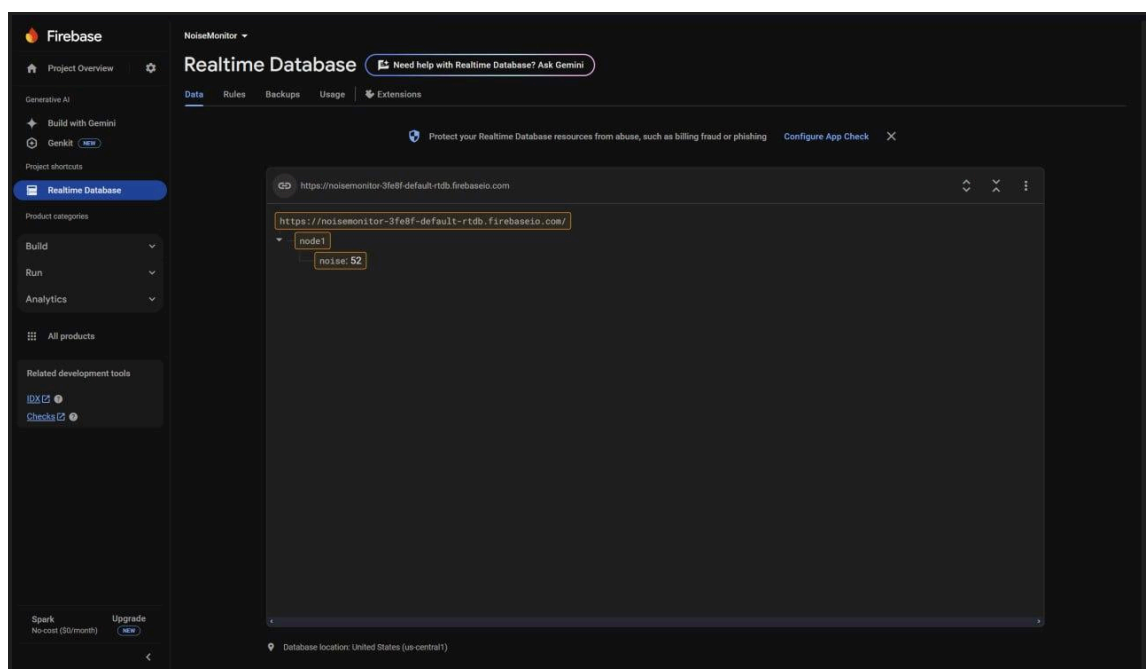 Firebase
Project Overview
Generative AI
Build with Gemini
Genkit NEW
Project shortcuts
Realtime Database
Product categories
Build
Run
Analytics
All products
Related development tools
IDX
Checks
Spark
No-cost ($0/month)
Upgrade
NEW
NoiseMonitor
Realtime Database
Need help with Realtime Database? Ask Gemini
Data Rules Backups Usage Extensions
Protect your Realtime Database resources from abuse, such as billing fraud or phishing Configure App Check
https://noisemonitor-3fe8f-default-rtdb.firebaseio.com
https://noisemonitor-3fe8f-default-rtdb.firebaseio.com/
node1
noise: 52
Database location: United States (us-central1)